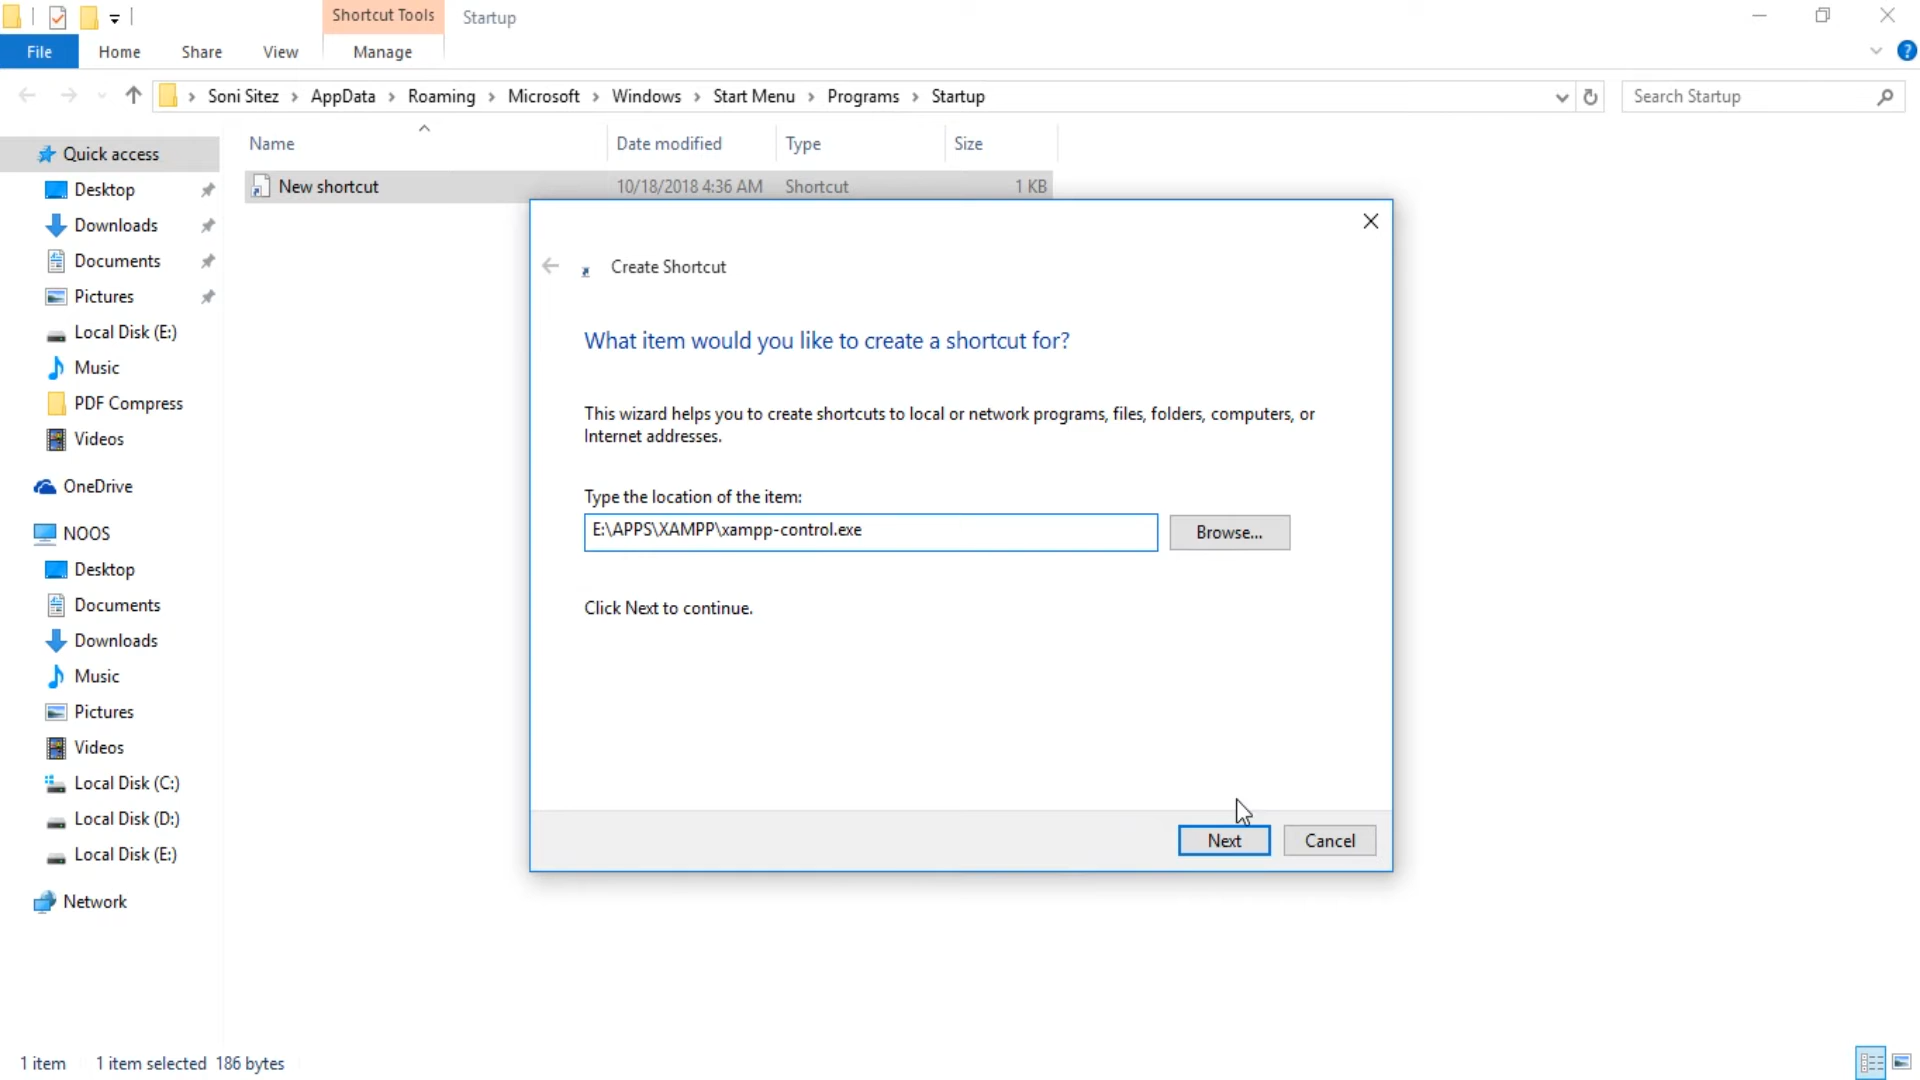 Shortcut Tools
Startup
File
Home
Share
View
Manage
Soni Sitez > AppData > Roaming > Microsoft > Windows > Start Menu > Programs > Startup
Search Startup
Name
Date modified
Type
Size
New shortcut
10/18/2018 4:36 AM
Shortcut
1 KB
Quick access
Desktop
Downloads
Documents
Pictures
Local Disk (E:)
Music
PDF Compress
Videos
OneDrive
NOOS
Desktop
Documents
Downloads
Music
Pictures
Videos
Local Disk (C:)
Local Disk (D:)
Local Disk (E:)
Network
Create Shortcut
What item would you like to create a shortcut for?
This wizard helps you to create shortcuts to local or network programs, files, folders, computers, or
Internet addresses.
Type the location of the item:
E:\APPS\XAMPP\xampp-control.exe
Browse...
Click Next to continue.
Next
Cancel
1 item
1 item selected 186 bytes